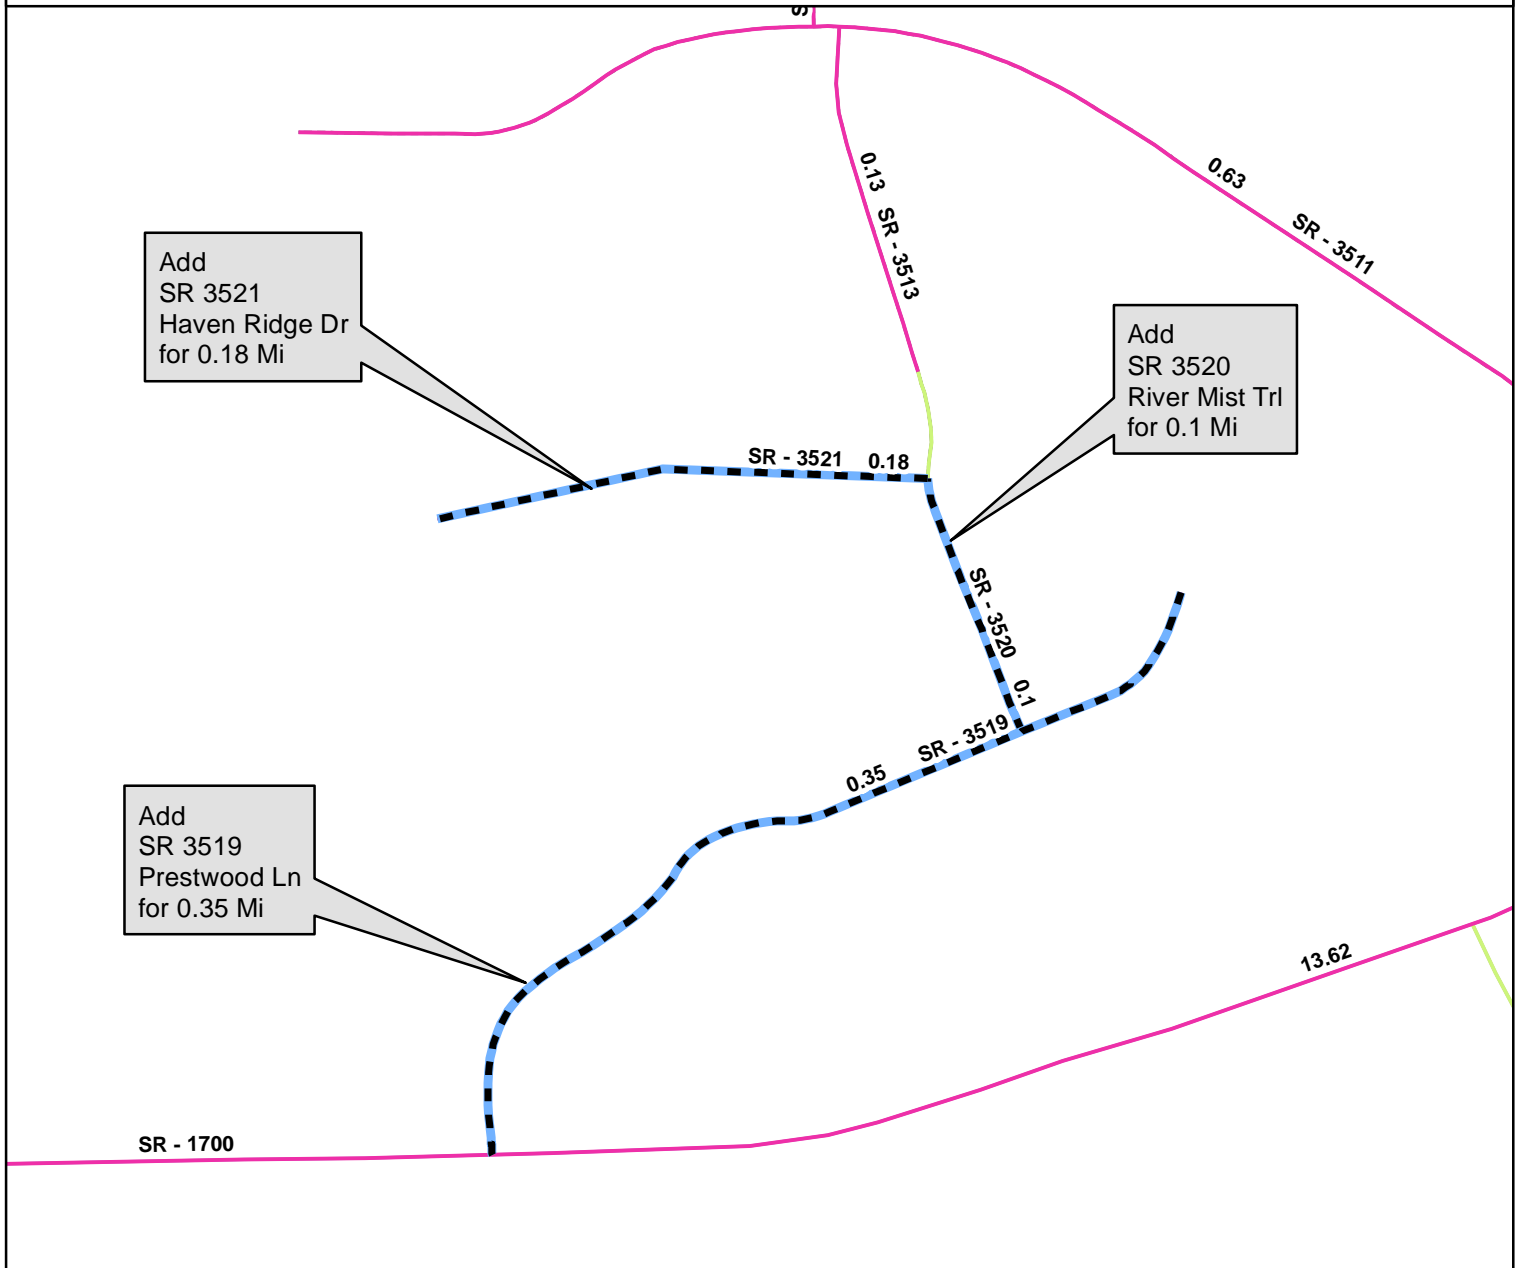 0.13 SR - 3513
0.63
SR - 3511
Add
SR 3521
Haven Ridge Dr
for 0.18 Mi
Add
SR 3520
River Mist Trl
for 0.1 Mi
SR - 3521 0.18
SR - 3520 0.1
0.35 SR - 3519
Add
SR 3519
Prestwood Ln
for 0.35 Mi
13.62
SR - 1700